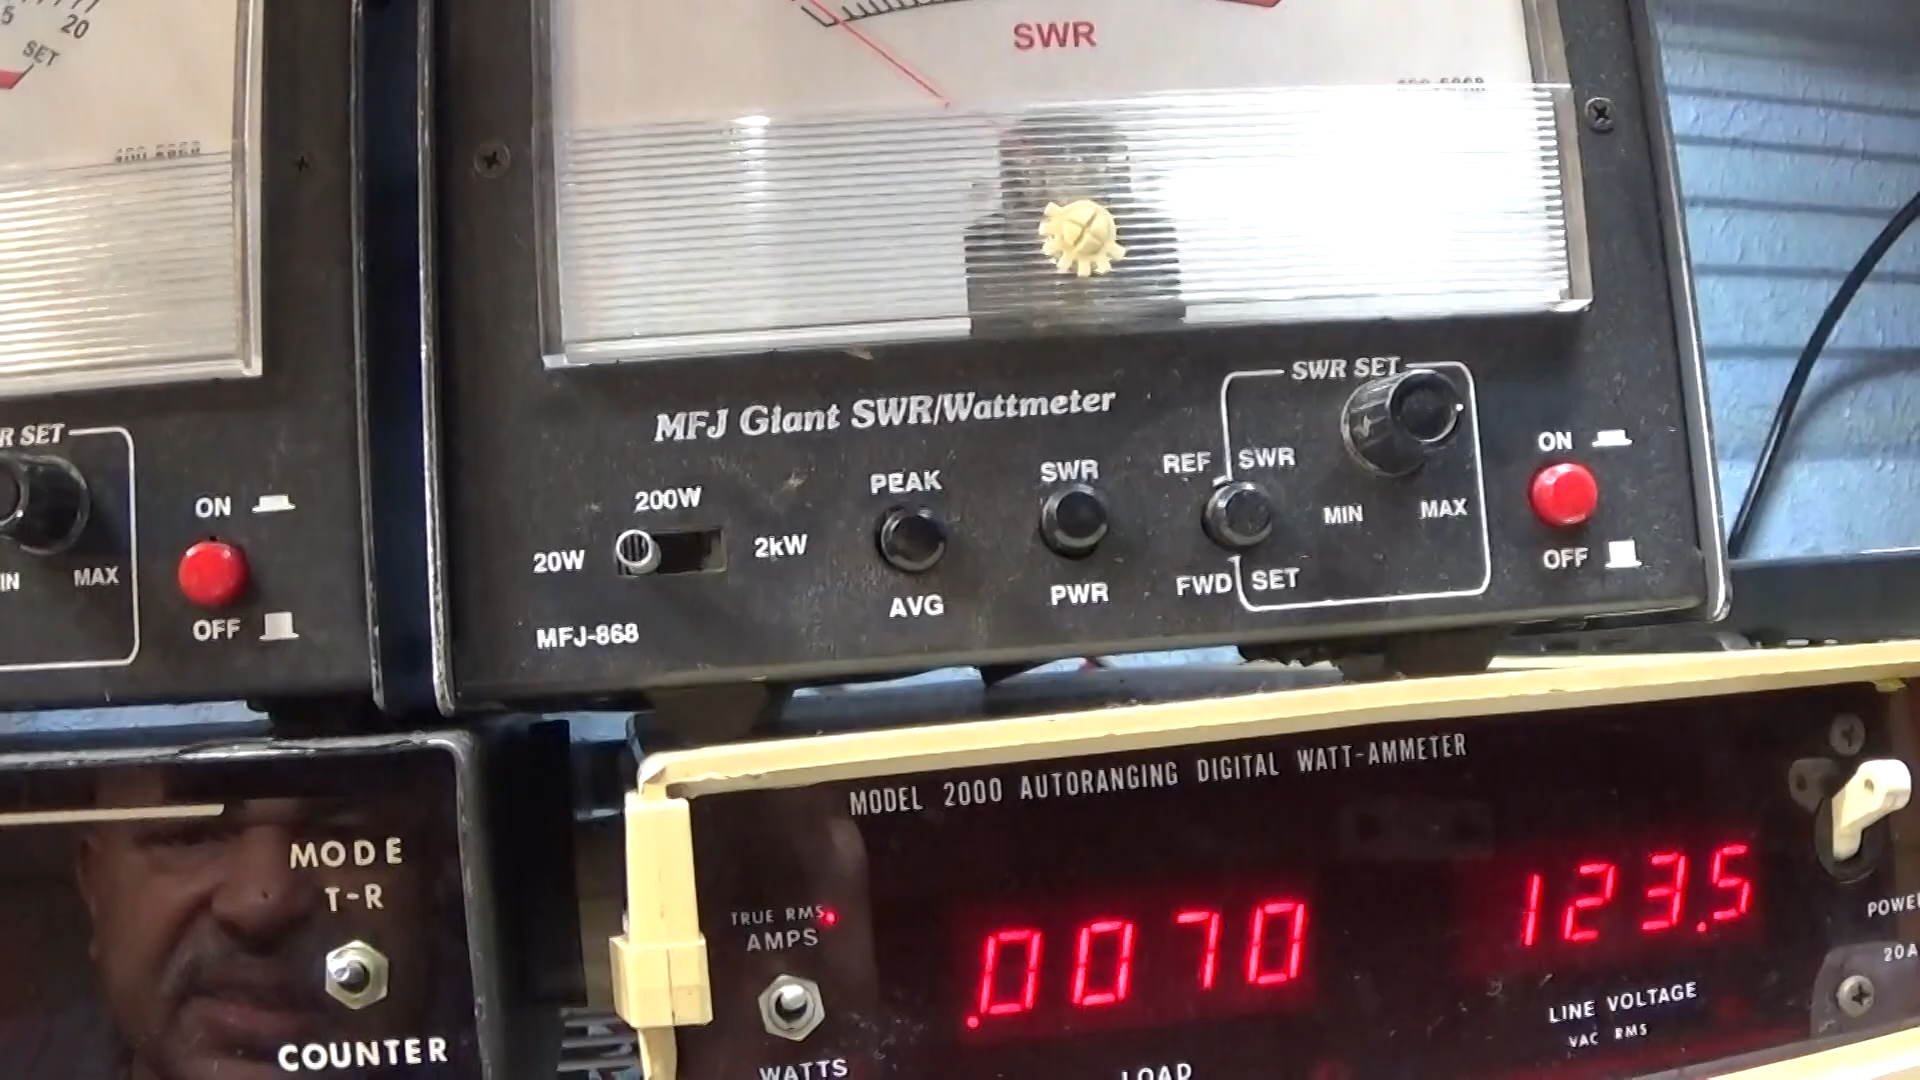 5
20
SET
SWR
R SET
ON
IN
MAX
OFF
MFJ Giant SWR/Wattmeter
SWR SET
200W
20W
2kW
PEAK
AVG
SWR
PWR
REF
SWR
FWD
SET
MIN
MAX
ON
OFF
MFJ-868
MODE
T-R
COUNTER
MODEL 2000 AUTORANGING DIGITAL WATT-AMMETER
TRUE RMS
AMPS
WATTS
.0070
123.5
LOAD
LINE VOLTAGE
VAC RMS
POWE
20A